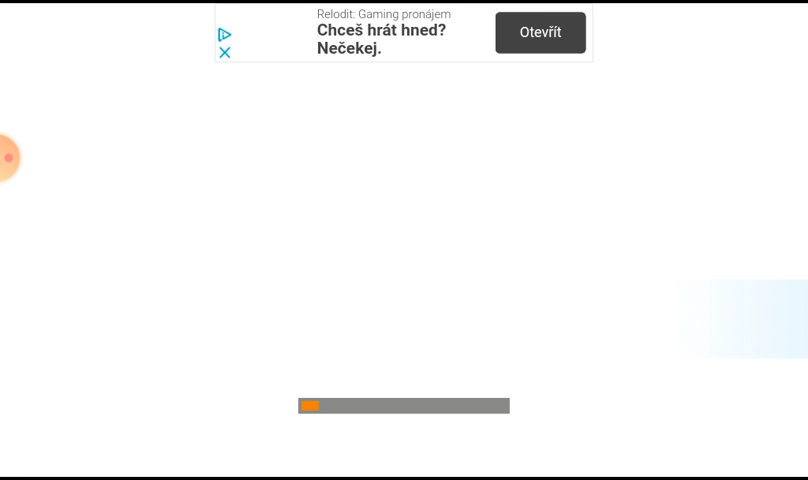 Relodit: Gaming pronájem
Chceš hrát hned?
Nečekej.
Otevřít